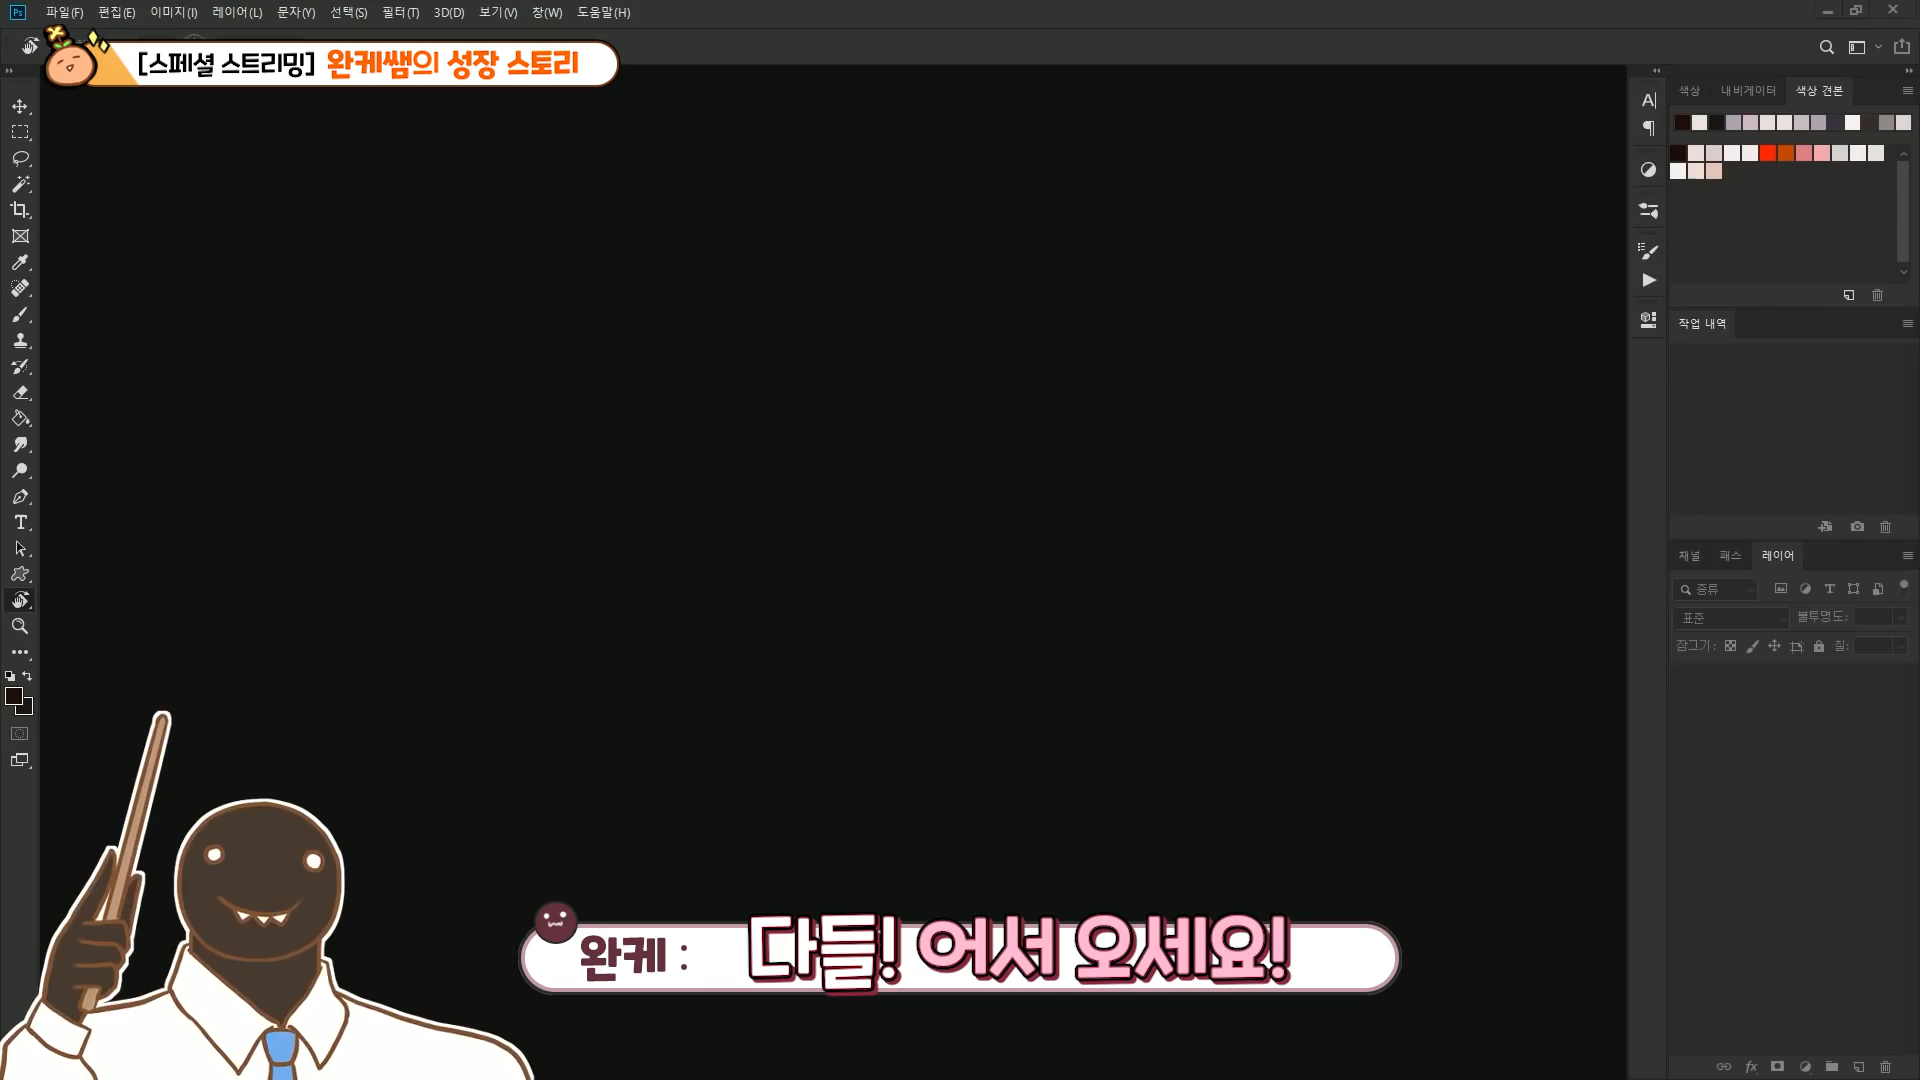 Ps 파일(F) 편집(E) 이미지(I) 레이어(L) 문자(Y) 선택(S) 필터(T) 3D(D) 보기(V) 창(W) 도움말(H)
[스페셜 스트리밍] 완케쌤의 성장 스토리
색상 내비게이터 색상 견본
작업 내역
채널 패스 레이어
종류
표준 불투명도:
잠그기: 칠:
완케 : 다들! 어서 오세요!
fx